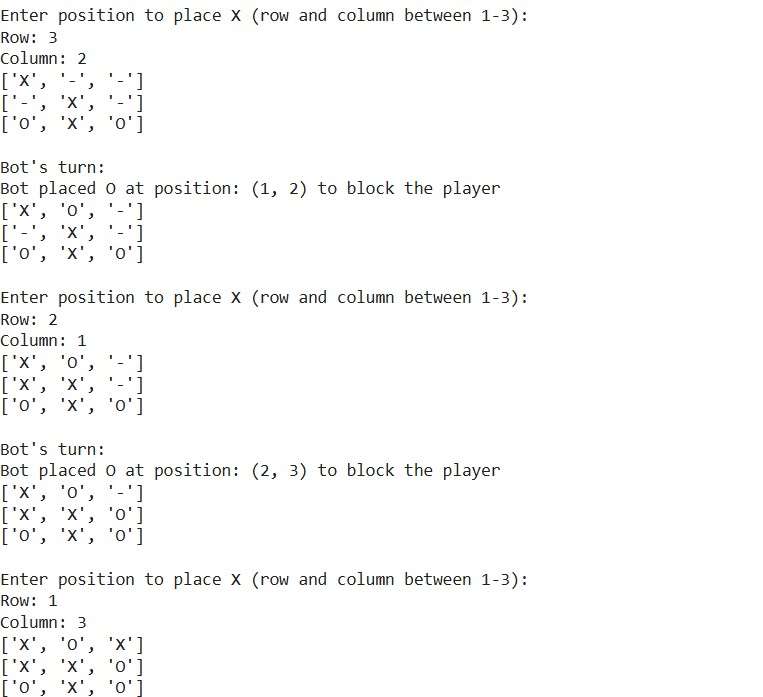 Enter position to place X (row and column between 1-3):
Row: 3
Column: 2
['X', '-', '-']
['-', 'X', '-']
['O', 'X', 'O']
Bot's turn:
Bot placed O at position: (1, 2) to block the player
['X', 'O', '-']
['-', 'X', '-']
['O', 'X', 'O']
Enter position to place X (row and column between 1-3):
Row: 2
Column: 1
['X', 'O', '-']
['X', 'X', '-']
['O', 'X', 'O']
Bot's turn:
Bot placed O at position: (2, 3) to block the player
['X', 'O', '-']
['X', 'X', 'O']
['O', 'X', 'O']
Enter position to place X (row and column between 1-3):
Row: 1
Column: 3
['X', 'O', 'X']
['X', 'X', 'O']
['O', 'X', 'O']